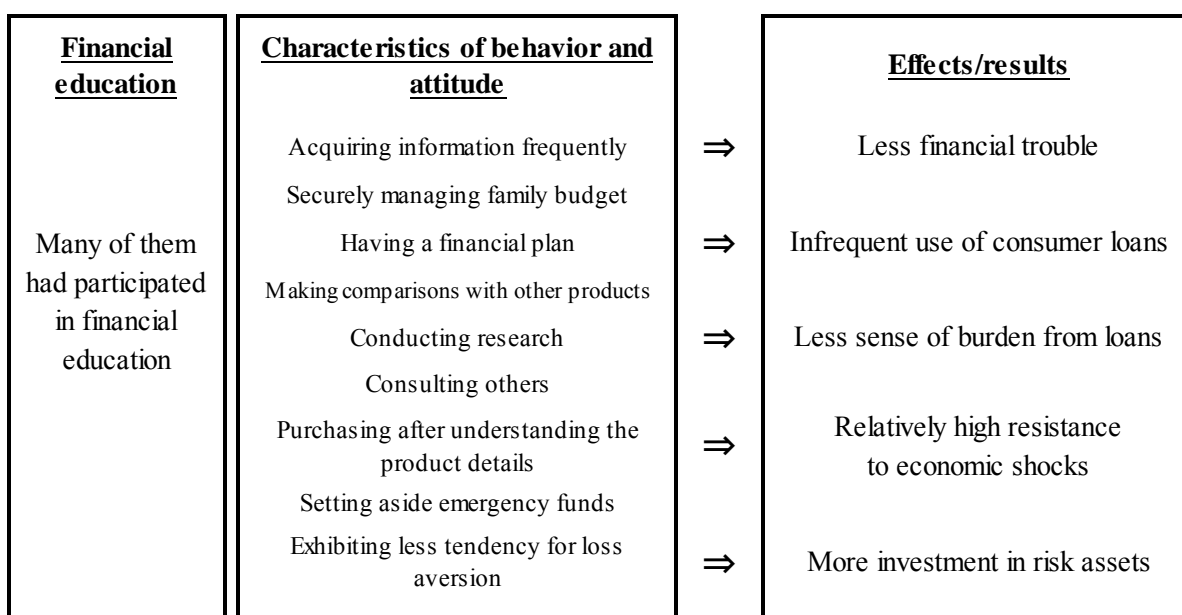 Financial
education
Many of them
had participated
in financial
education
Characteristics of behavior and
attitude
Acquiring information frequently
Securely managing family budget
Having a financial plan
Making comparisons with other products
Conducting research
Consulting others
Purchasing after understanding the
product details
Setting aside emergency funds
Exhibiting less tendency for loss
aversion
⇒
⇒
⇒
⇒
⇒
Effects/results
Less financial trouble
Infrequent use of consumer loans
Less sense of burden from loans
Relatively high resistance
to economic shocks
More investment in risk assets